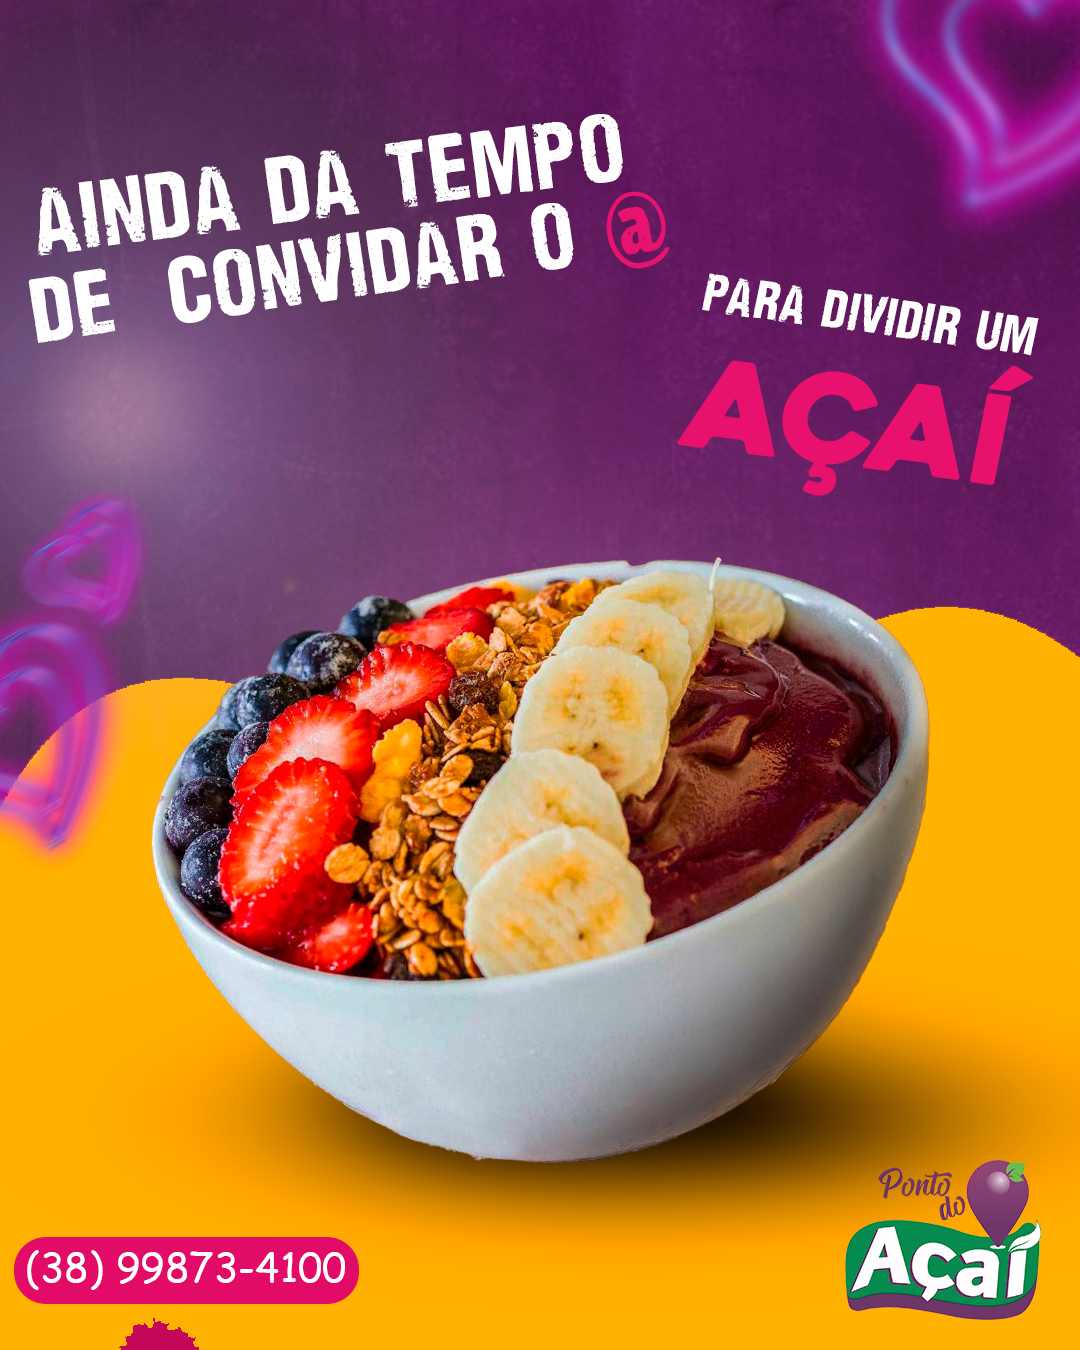 AINDA DA TEMPO
DE CONVIDAR O @
PARA DIVIDIR UM
AÇAÍ
Ponto
do
Açaí
(38) 99873-4100